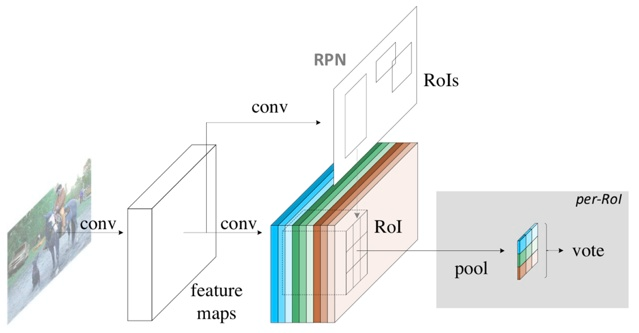 RPN
RoIs
conv
conv
conv
RoI
feature
maps
per-RoI
pool
vote